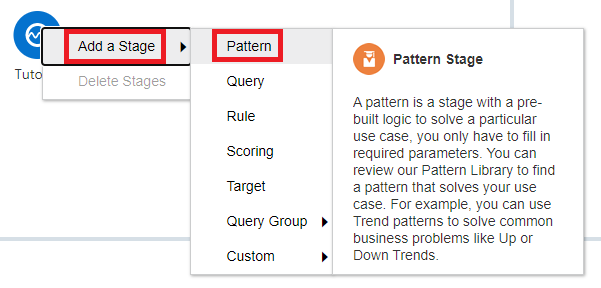 Add a Stage
Tuto
Delete Stages
Pattern
Query
Rule
Scoring
Target
Query Group
Custom
Pattern Stage
A pattern is a stage with a pre-
built logic to solve a particular
use case, you only have to fill in
required parameters. You can
review our Pattern Library to find
a pattern that solves your use
case. For example, you can use
Trend patterns to solve common
business problems like Up or
Down Trends.